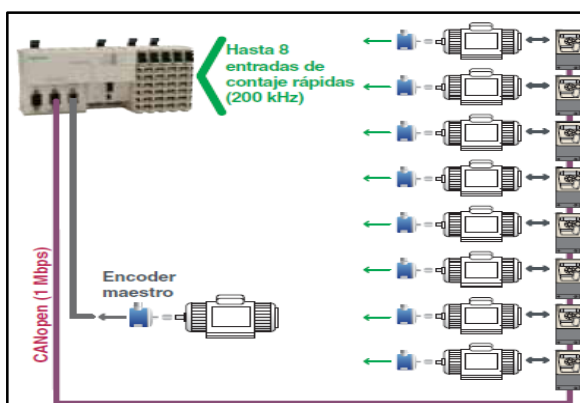 Hasta 8
entradas de
contaje rápidas
(200 kHz)
Encoder
maestro
CANopen (1 Mbps)